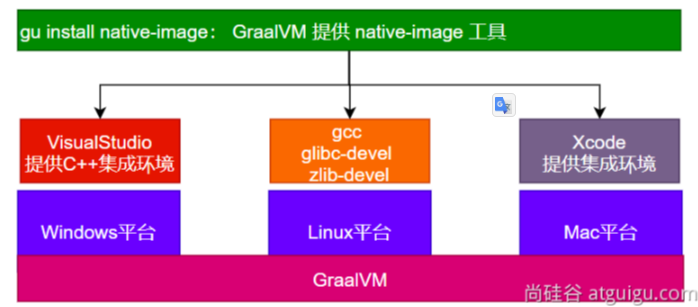 gu install native-image： GraalVM 提供 native-image 工具
VisualStudio
提供C++集成环境
gcc
glibc-devel
zlib-devel
Xcode
提供集成环境
Windows平台
Linux平台
Mac平台
GraalVM
尚硅谷 atguigu.com